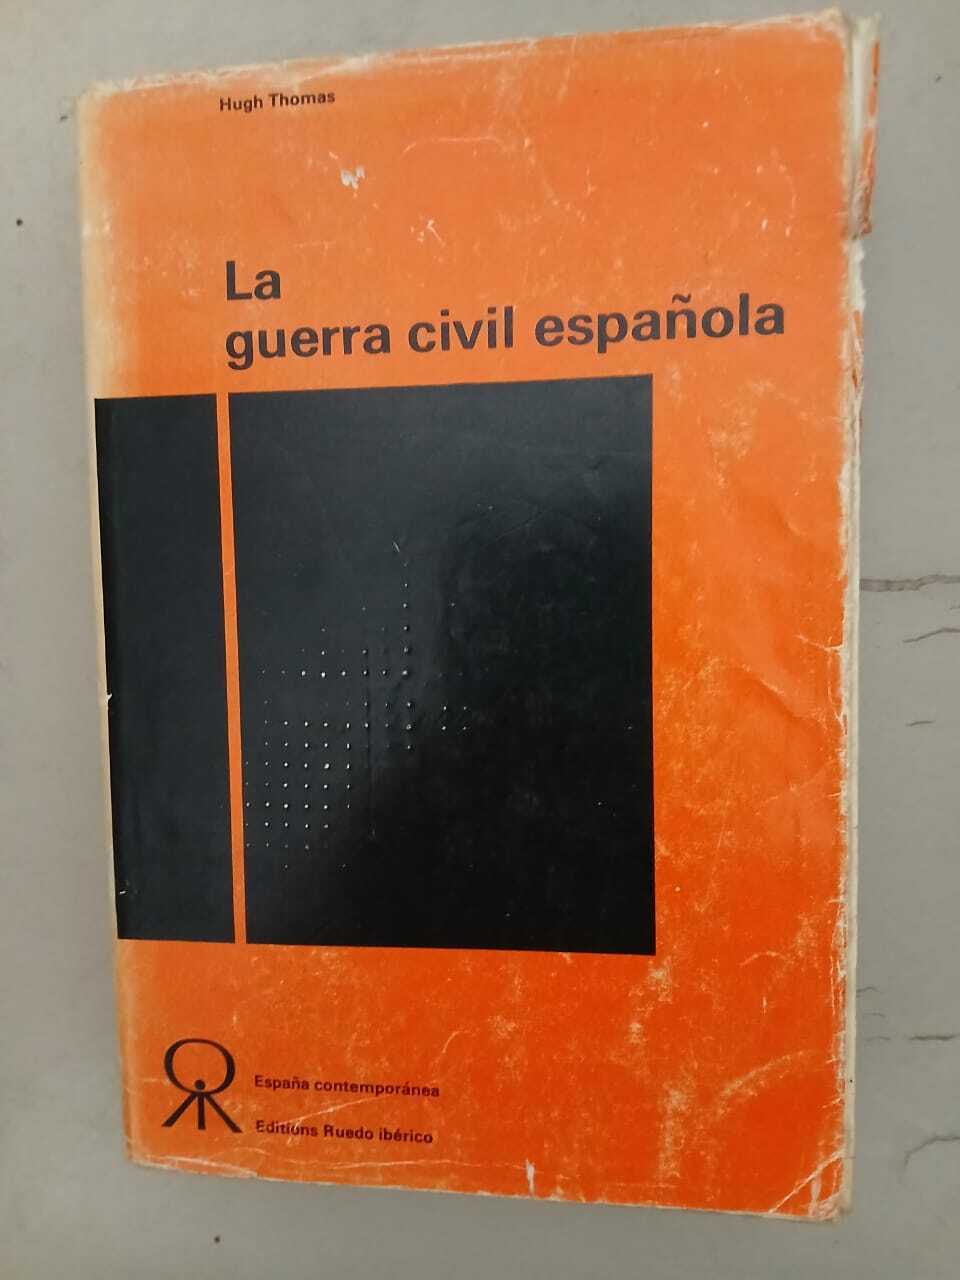 Hugh Thomas
La
guerra civil española
España contemporánea
Editions Ruedo ibérico